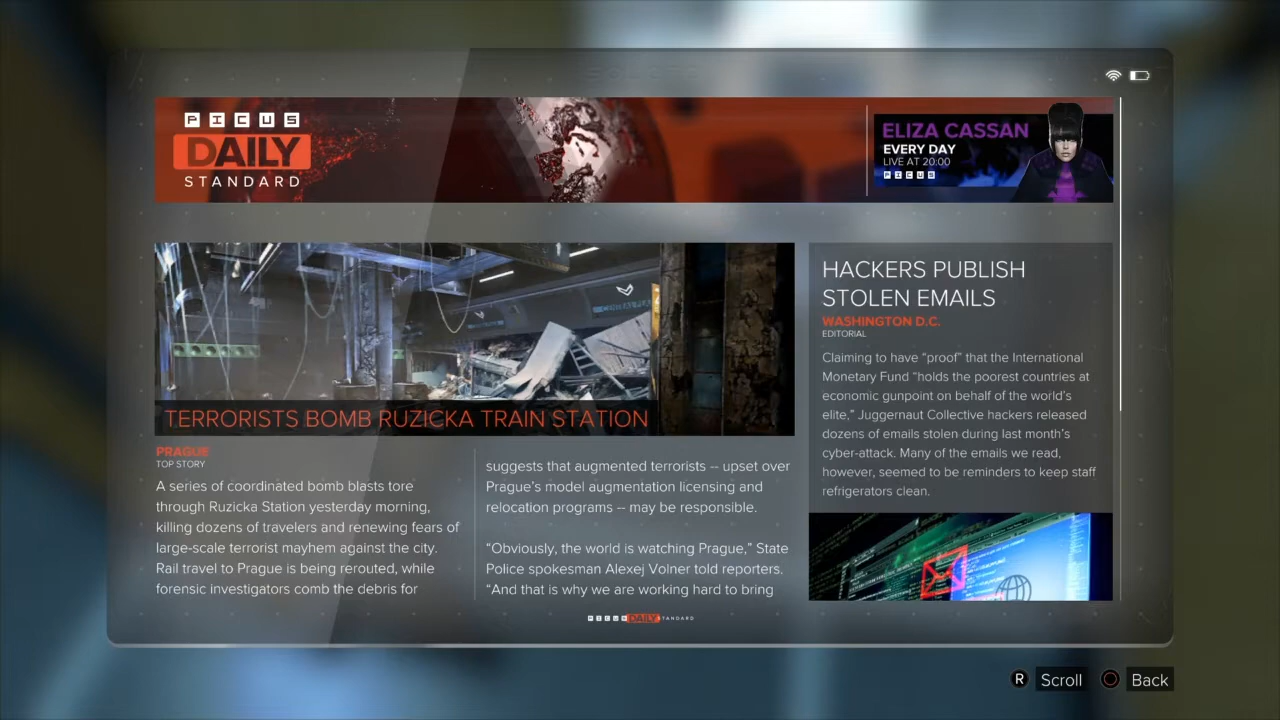 PICUS
DAILY
STANDARD
ELIZA CASSAN
EVERY DAY
LIVE AT 20:00
PICUS
TERRORISTS BOMB RUZICKA TRAIN STATION
PRAGUE
TOP STORY
A series of coordinated bomb blasts tore
through Ruzicka Station yesterday morning,
killing dozens of travelers and renewing fears of
large-scale terrorist mayhem against the city.
Rail travel to Prague is being rerouted, while
forensic investigators comb the debris for
suggests that augmented terrorists -- upset over
Prague's model augmentation licensing and
relocation programs -- may be responsible.
“Obviously, the world is watching Prague,” State
Police spokesman Alexej Volner told reporters.
“And that is why we are working hard to bring
HACKERS PUBLISH
STOLEN EMAILS
WASHINGTON D.C.
EDITORIAL
Claiming to have “proof” that the International
Monetary Fund “holds the poorest countries at
economic gunpoint on behalf of the world's
elite,” Juggernaut Collective hackers released
dozens of emails stolen during last month's
cyber-attack. Many of the emails we read,
however, seemed to be reminders to keep staff
refrigerators clean.
PICUS DAILY STANDARD
R Scroll
Back